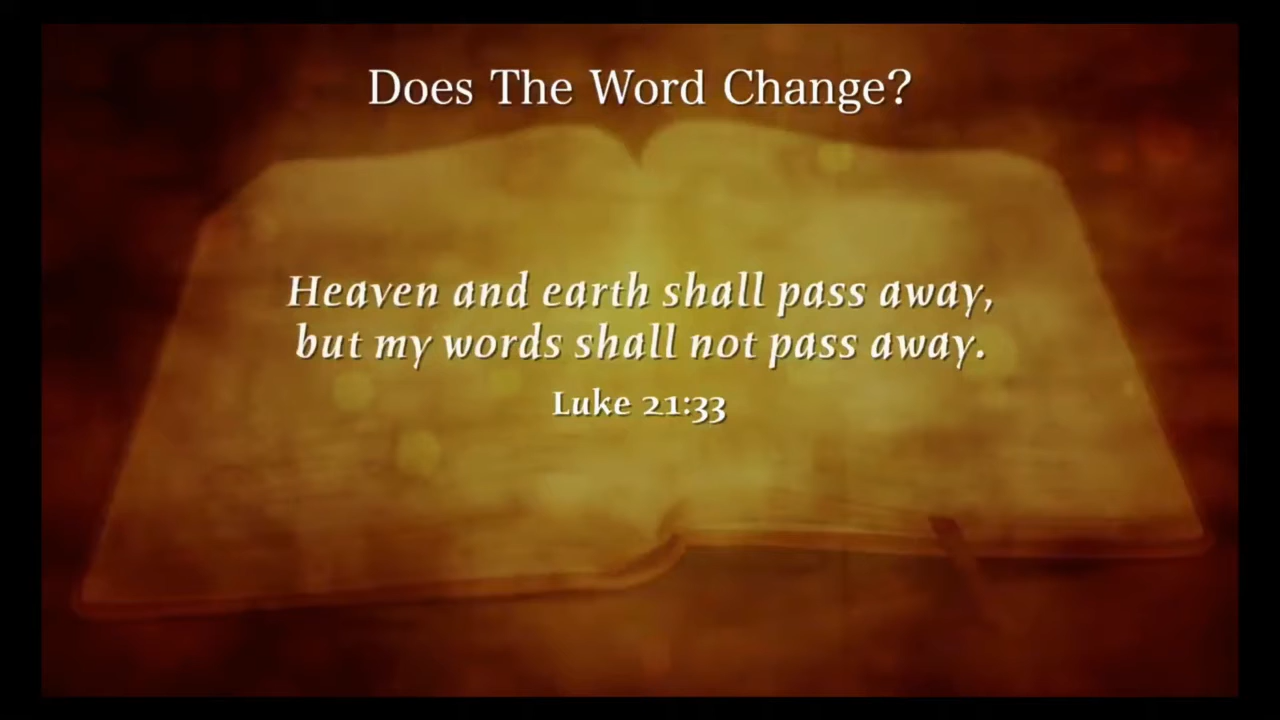 Does The Word Change?
Heaven and earth shall pass away,
but my words shall not pass away.
Luke 21:33